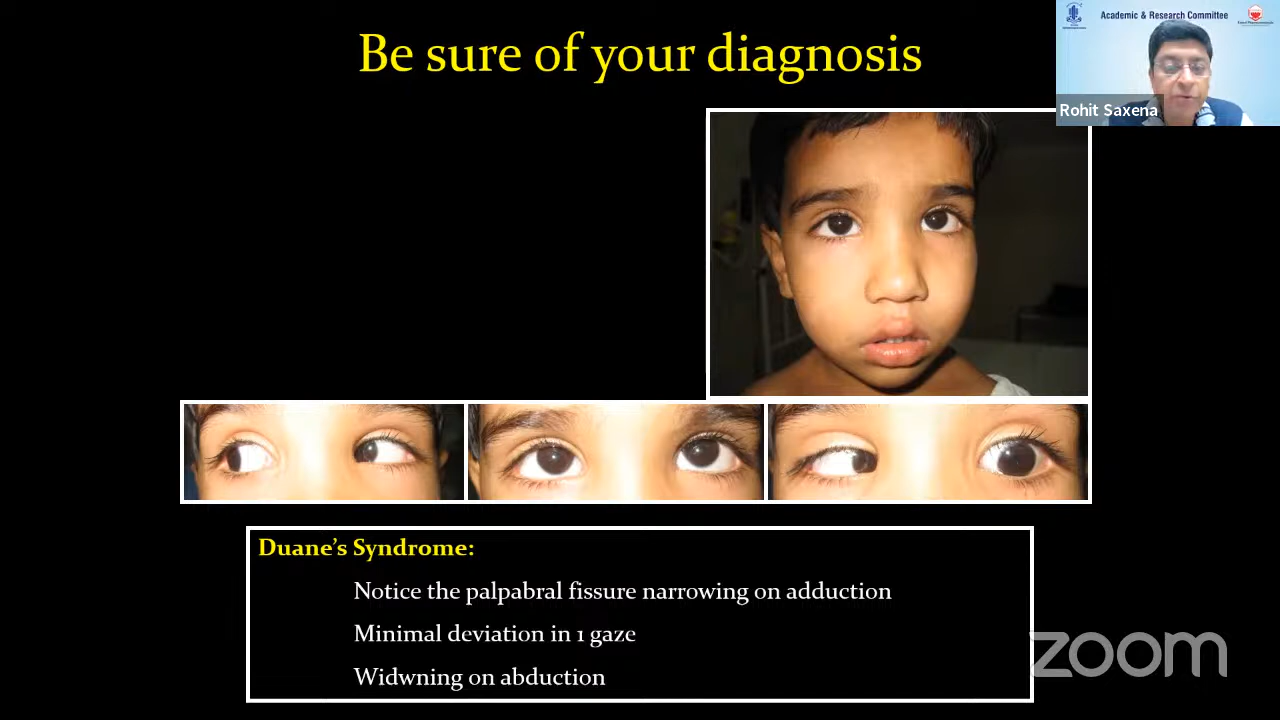 Academic & Research Committee
Be sure of your diagnosis
Rohit Saxena
Duane's Syndrome:
Notice the palpabral fissure narrowing on adduction
Minimal deviation in 1 gaze
Widwning on abduction
zoom